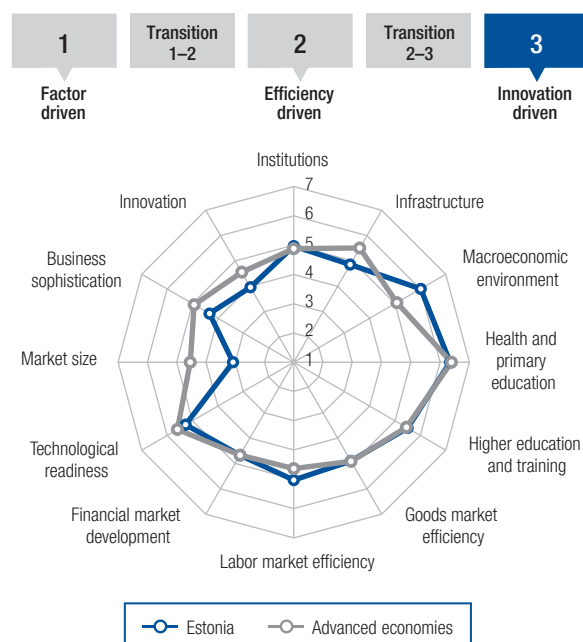 1
Transition
1–2
2
Transition
2–3
3
Factor
driven
Efficiency
driven
Innovation
driven
Institutions
Innovation
7
Infrastructure
6
Business
sophistication
5
Macroeconomic
environment
4
3
Market size
2
1
Health and
primary
education
Technological
readiness
Higher education
and training
Financial market
development
Goods market
efficiency
Labor market efficiency
Estonia
Advanced economies